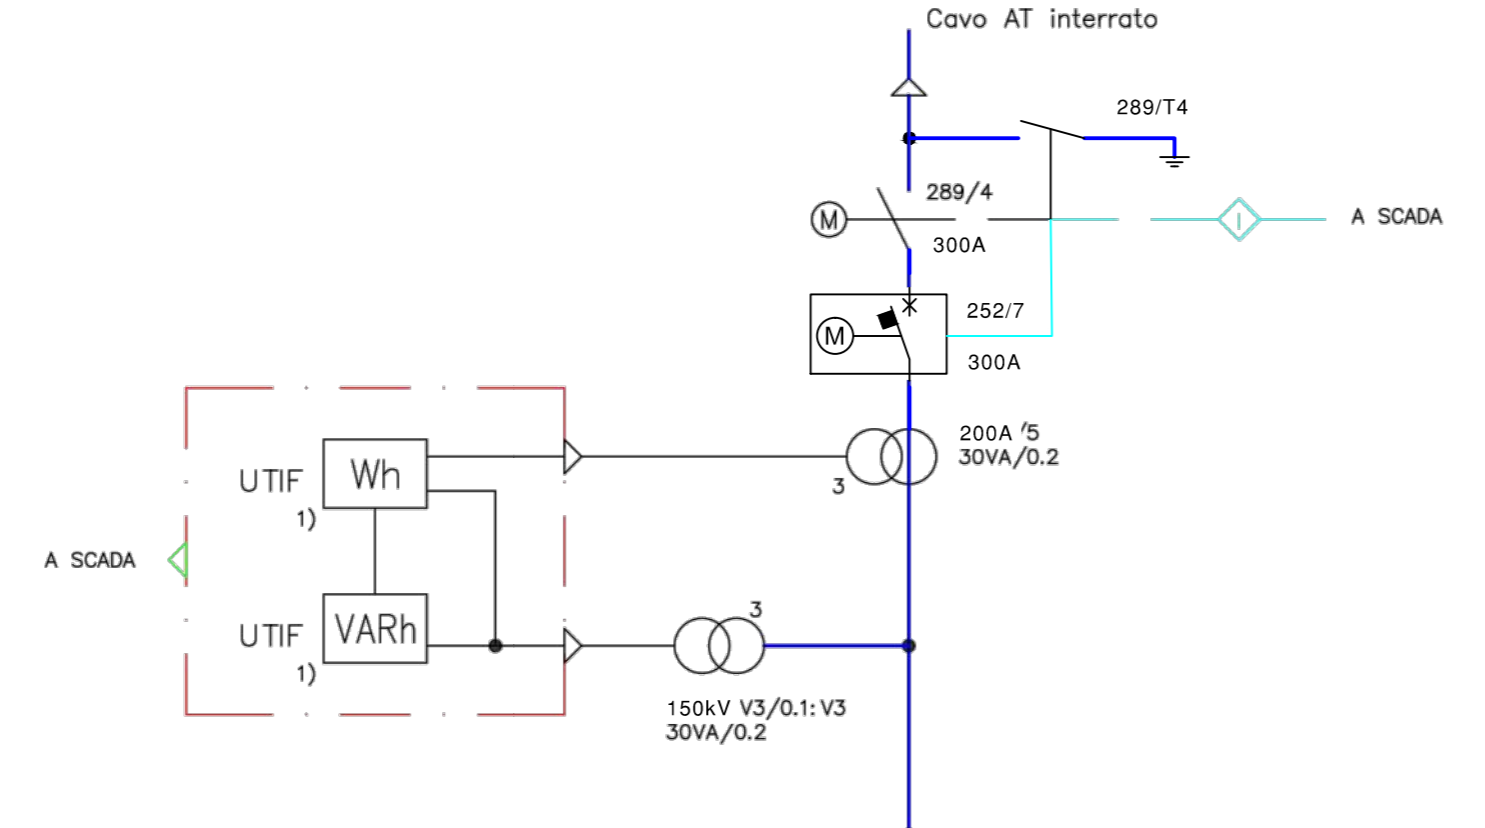 Cavo AT interrato
289/T4
289/4
M
A SCADA
I
300A
252/7
M
300A
200A /5
30VA/0.2
Wh
UTIF
1)
3
A SCADA
3
VARh
UTIF
1)
150kV V3/0.1:V3
30VA/0.2